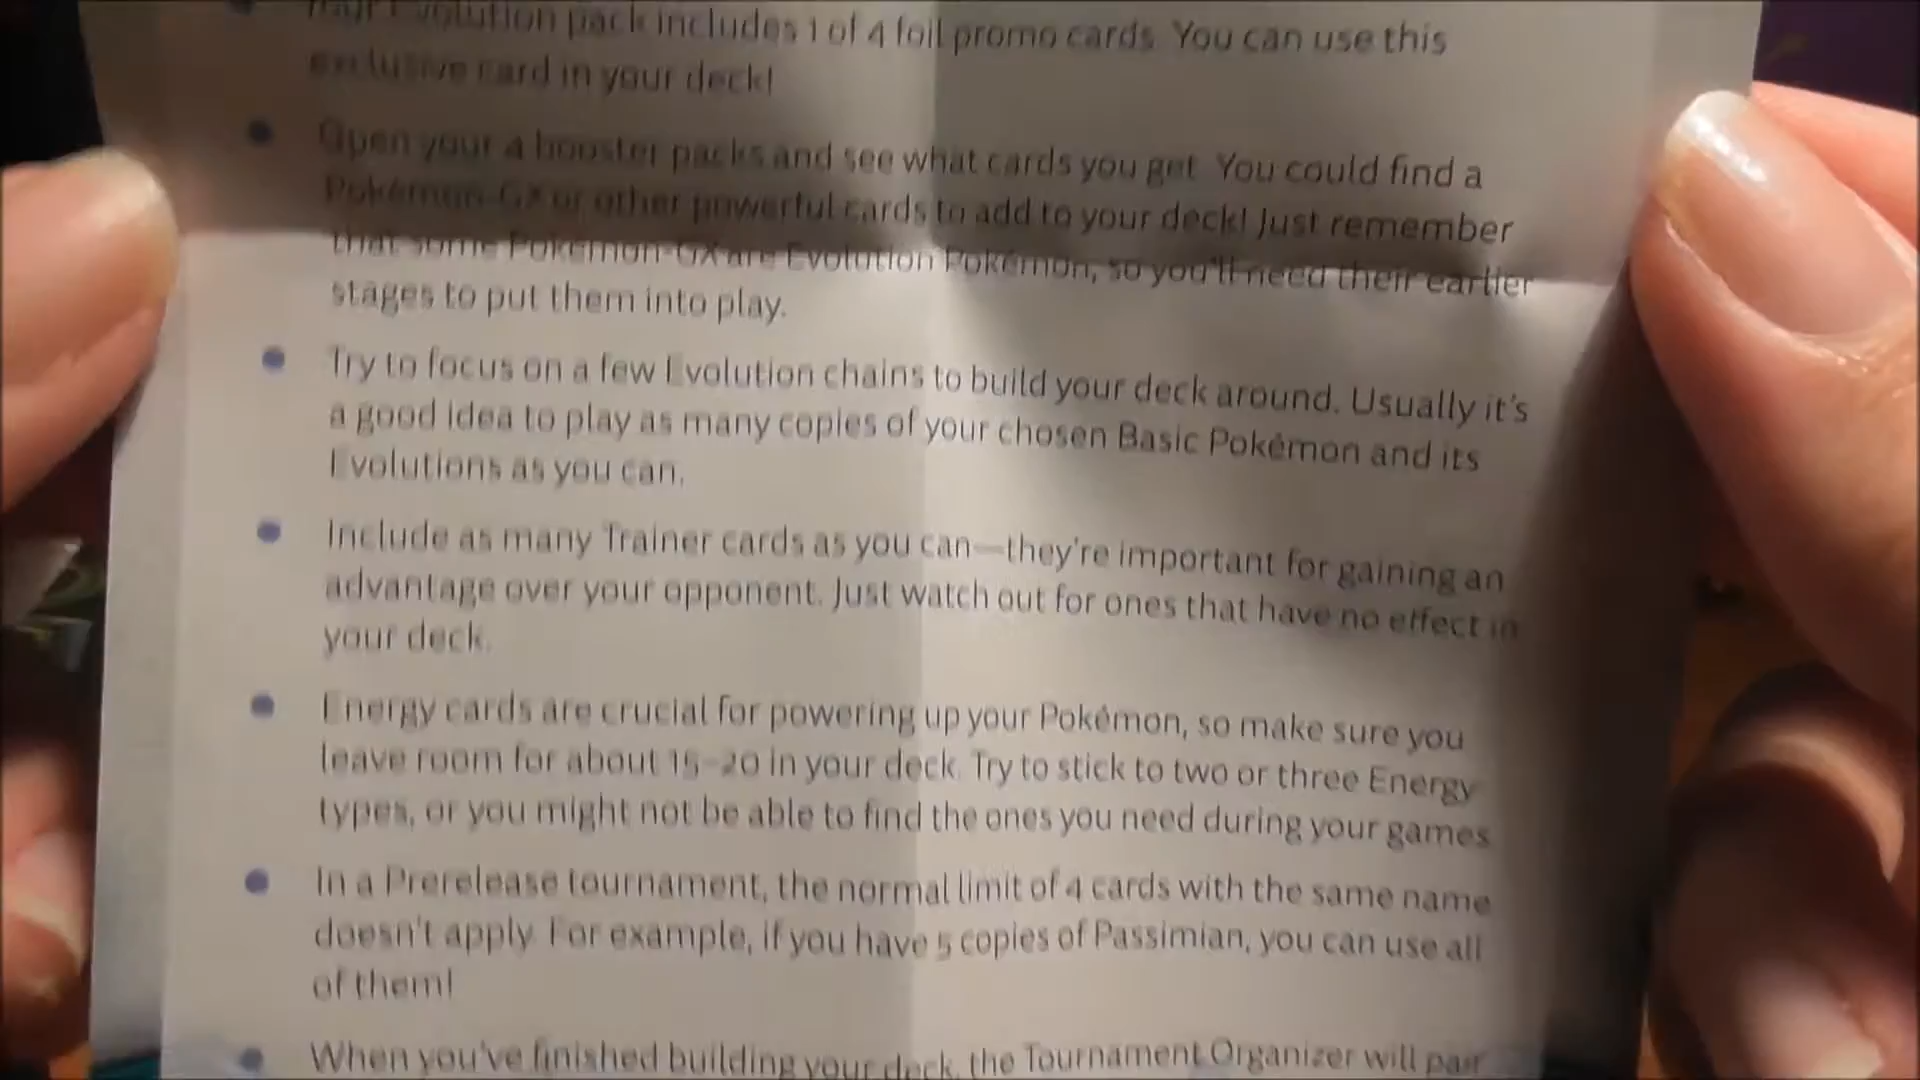 Your Evolution pack includes 1 of 4 foil promo cards. You can use this
exclusive card in your deck!
Open your 4 booster packs and see what cards you get. You could find a
Pokémon-GX or other powerful cards to add to your deck! Just remember
that some Pokémon-GX are Evolution Pokémon, so you'll need their earlier
stages to put them into play.
Try to focus on a few Evolution chains to build your deck around. Usually it's
a good idea to play as many copies of your chosen Basic Pokémon and its
Evolutions as you can.
Include as many Trainer cards as you can—they're important for gaining an
advantage over your opponent. Just watch out for ones that have no effect in
your deck.
Energy cards are crucial for powering up your Pokémon, so make sure you
leave room for about 15–20 in your deck. Try to stick to two or three Energy
types, or you might not be able to find the ones you need during your games
In a Prerelease tournament, the normal limit of 4 cards with the same name
doesn't apply. For example, if you have 5 copies of Passimian, you can use all
of them!
When you've finished building your deck, the Tournament Organizer will pair